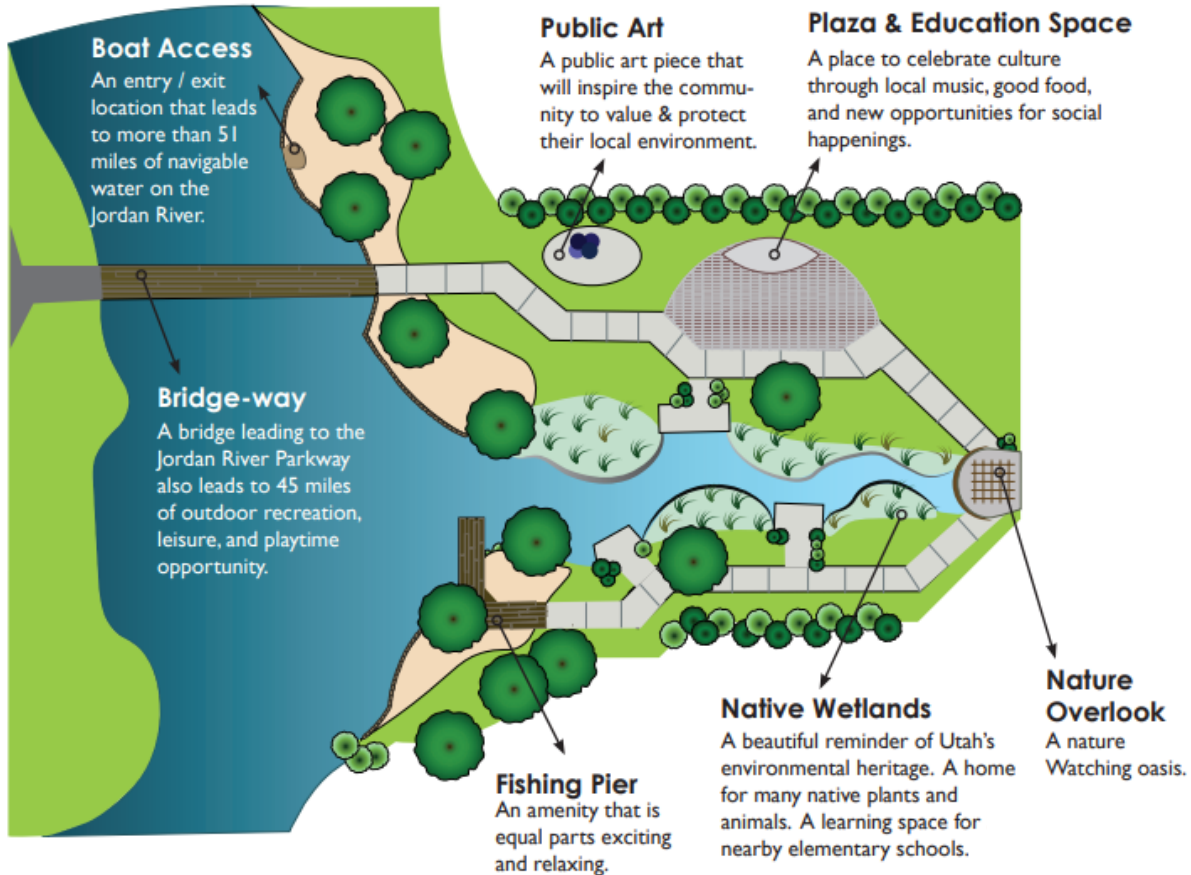 Boat Access
An entry / exit
location that leads
to more than 51
miles of navigable
water on the
Jordan River.
Public Art
A public art piece that
will inspire the commu-
nity to value & protect
their local environment.
Plaza & Education Space
A place to celebrate culture
through local music, good food,
and new opportunities for social
happenings.
Bridge-way
A bridge leading to the
Jordan River Parkway
also leads to 45 miles
of outdoor recreation,
leisure, and playtime
opportunity.
Fishing Pier
An amenity that is
equal parts exciting
and relaxing.
Native Wetlands
A beautiful reminder of Utah's
environmental heritage. A home
for many native plants and
animals. A learning space for
nearby elementary schools.
Nature
Overlook
A nature
Watching oasis.